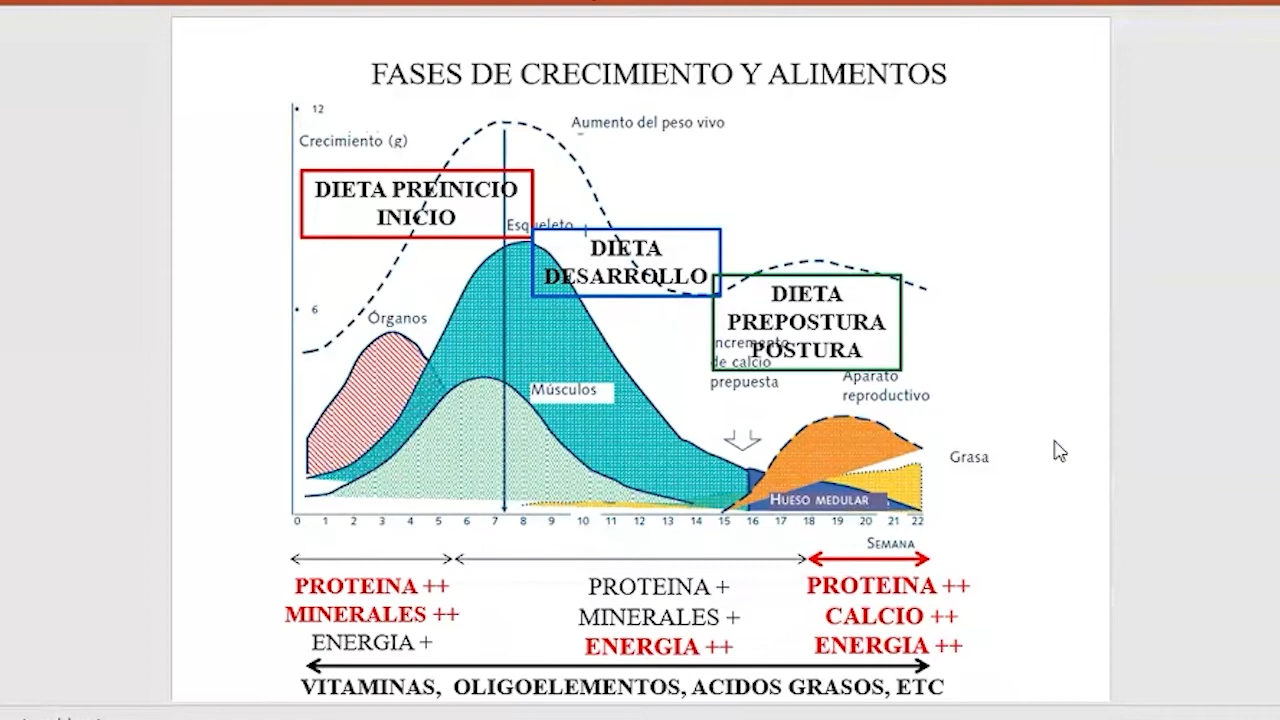 FASES DE CRECIMIENTO Y ALIMENTOS
12
Aumento del peso vivo
Crecimiento (g)
DIETA PREINICIO
INICIO
Esqueleto
DIETA
DESARROLLO
DIETA
PREPOSTURA
POSTURA
6
Órganos
Incremento
de calcio
prepuesta
Aparato
reproductivo
Músculos
Grasa
HUESO MEDULAR
0 1 2 3 4 5 6 7 8 9 10 11 12 13 14 15 16 17 18 19 20 21 22
SEMANA
PROTEINA ++
MINERALES ++
ENERGIA +
PROTEINA +
MINERALES +
ENERGIA ++
PROTEINA ++
CALCIO ++
ENERGIA ++
VITAMINAS, OLIGOELEMENTOS, ACIDOS GRASOS, ETC